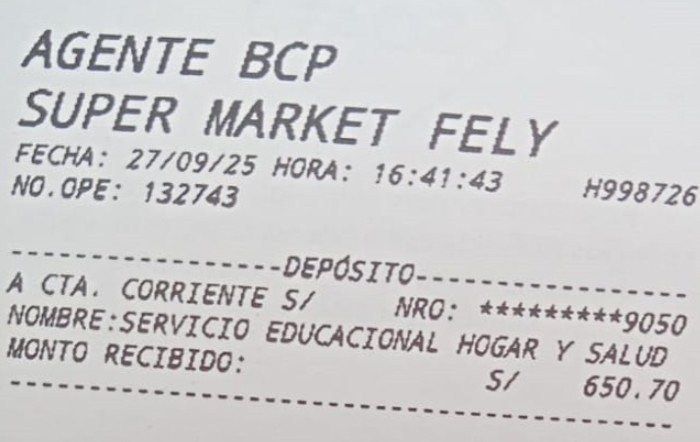 AGENTE BCP
SUPER MARKET FELY
FECHA: 27/09/25 HORA: 16:41:43 H998726
NO.OPE: 132743
-----------------DEPÓSITO-----------------
A CTA. CORRIENTE S/ NRO: *********9050
NOMBRE:SERVICIO EDUCACIONAL HOGAR Y SALUD
MONTO RECIBIDO: S/ 650.70
------------------------------------------